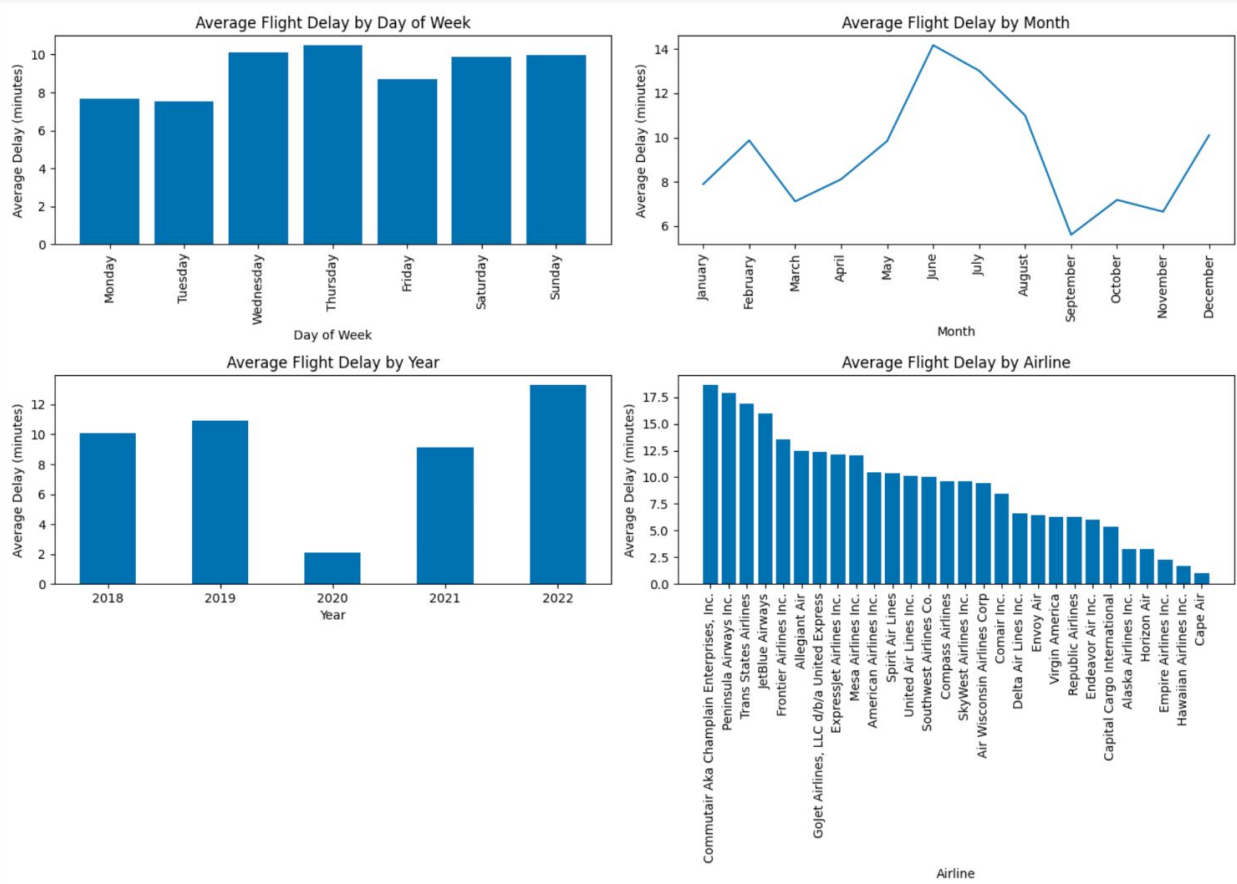 Average Flight Delay by Day of Week
Average Delay (minutes)
10
8
6
4
2
0
Monday
Tuesday
Wednesday
Thursday
Friday
Saturday
Sunday
Day of Week
Average Flight Delay by Month
Average Delay (minutes)
14
12
10
8
6
January
February
March
April
May
June
July
August
September
October
November
December
Month
Average Flight Delay by Year
Average Delay (minutes)
12
10
8
6
4
2
0
2018
2019
2020
2021
2022
Year
Average Flight Delay by Airline
Average Delay (minutes)
17.5
15.0
12.5
10.0
7.5
5.0
2.5
0.0
Commutair Aka Champlain Enterprises, Inc.
Peninsula Airways Inc.
Trans States Airlines
JetBlue Airways
Frontier Airlines Inc.
Allegiant Air
GoJet Airlines, LLC d/b/a United Express
ExpressJet Airlines Inc.
Mesa Airlines Inc.
American Airlines Inc.
Spirit Air Lines
United Air Lines Inc.
Southwest Airlines Co.
Compass Airlines
SkyWest Airlines Inc.
Air Wisconsin Airlines Corp
Comair Inc.
Delta Air Lines Inc.
Envoy Air
Virgin America
Republic Airlines
Endeavor Air Inc.
Capital Cargo International
Alaska Airlines Inc.
Horizon Air
Empire Airlines Inc.
Hawaiian Airlines Inc.
Cape Air
Airline